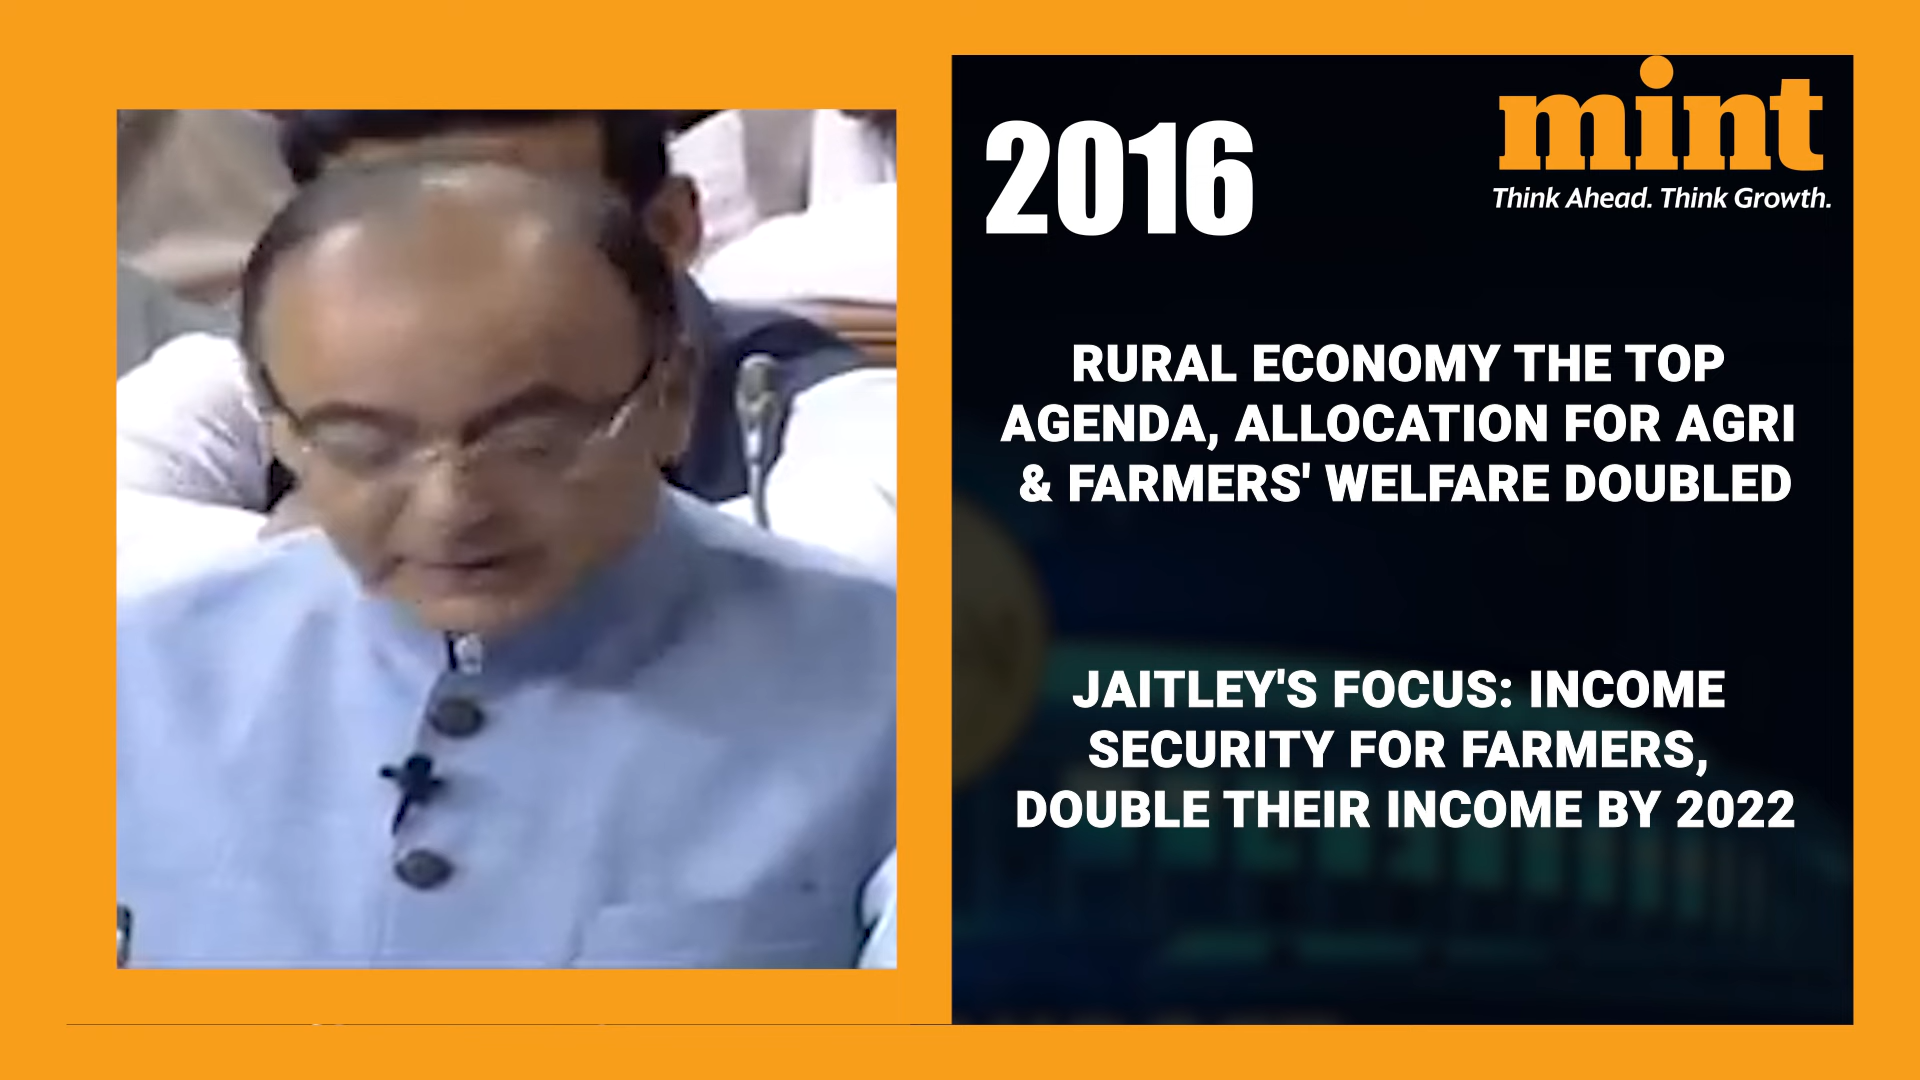 2016
mint
Think Ahead. Think Growth.
RURAL ECONOMY THE TOP
AGENDA, ALLOCATION FOR AGRI
& FARMERS' WELFARE DOUBLED
JAITLEY'S FOCUS: INCOME
SECURITY FOR FARMERS,
DOUBLE THEIR INCOME BY 2022